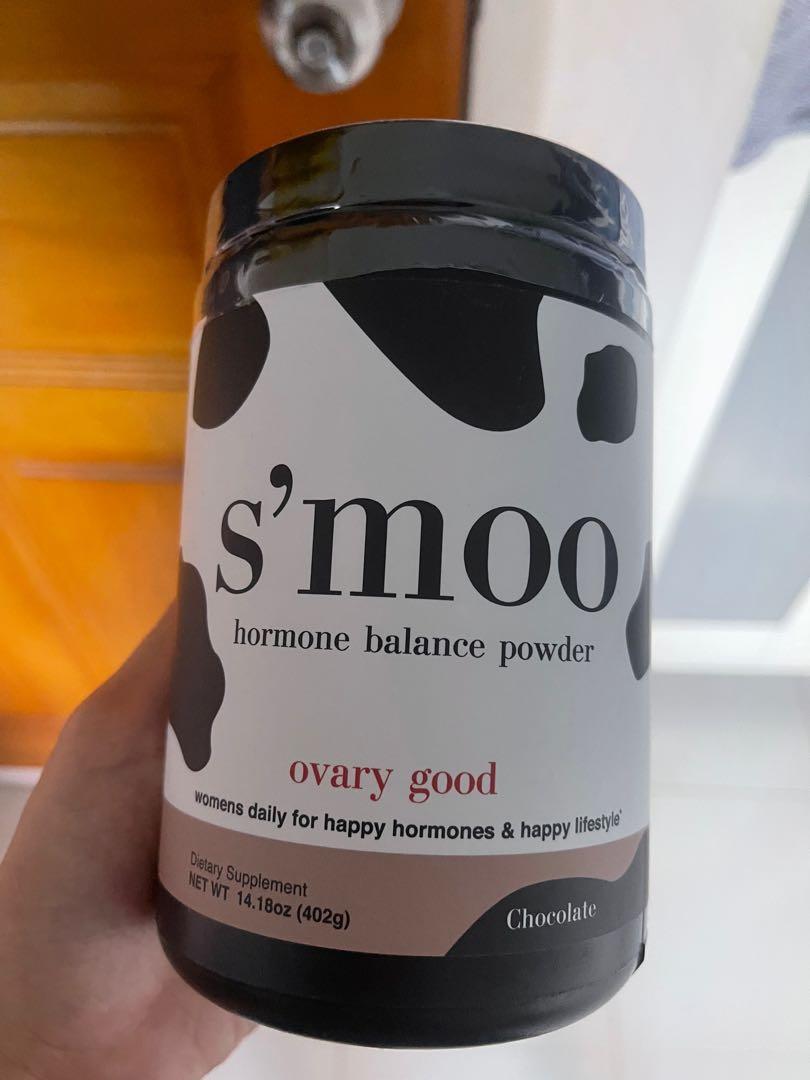 s’moo
hormone balance powder
ovary good
womens daily for happy hormones & happy lifestyle*
Dietary Supplement
NET WT 14.18oz (402g)
Chocolate